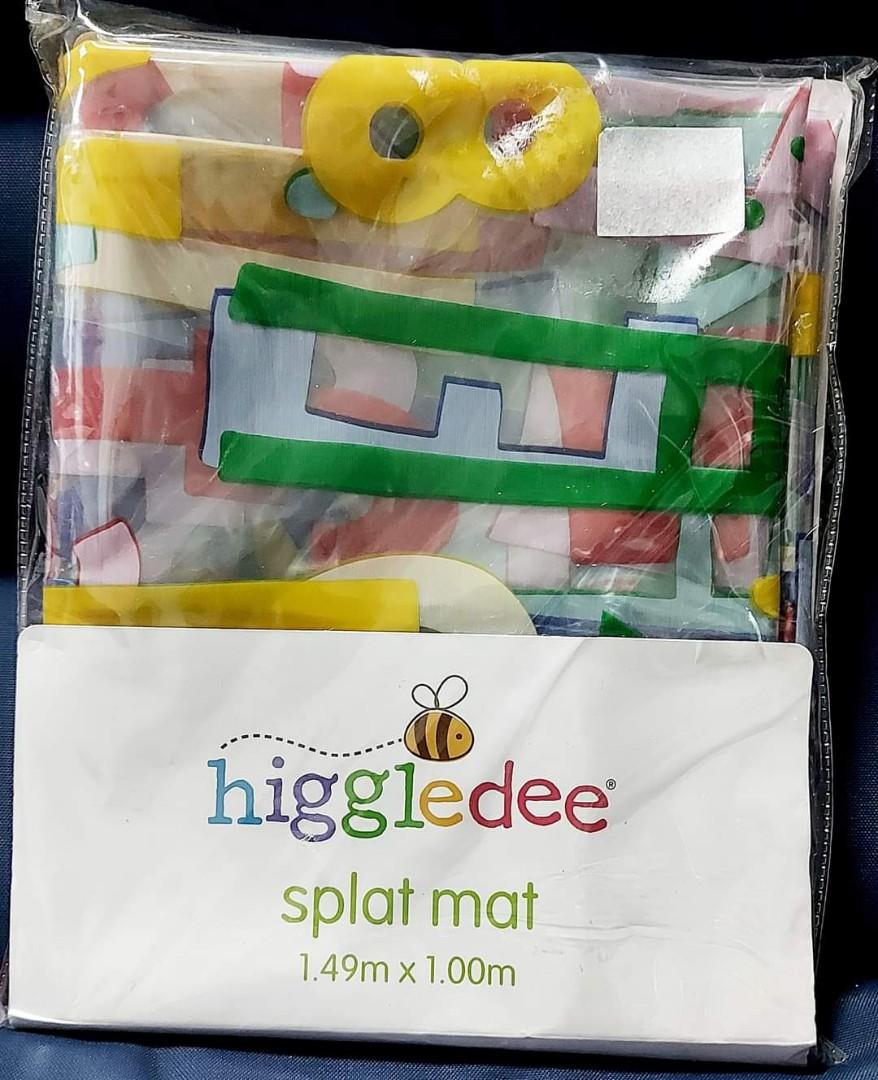 higgledee®
splat mat
1.49m x 1.00m